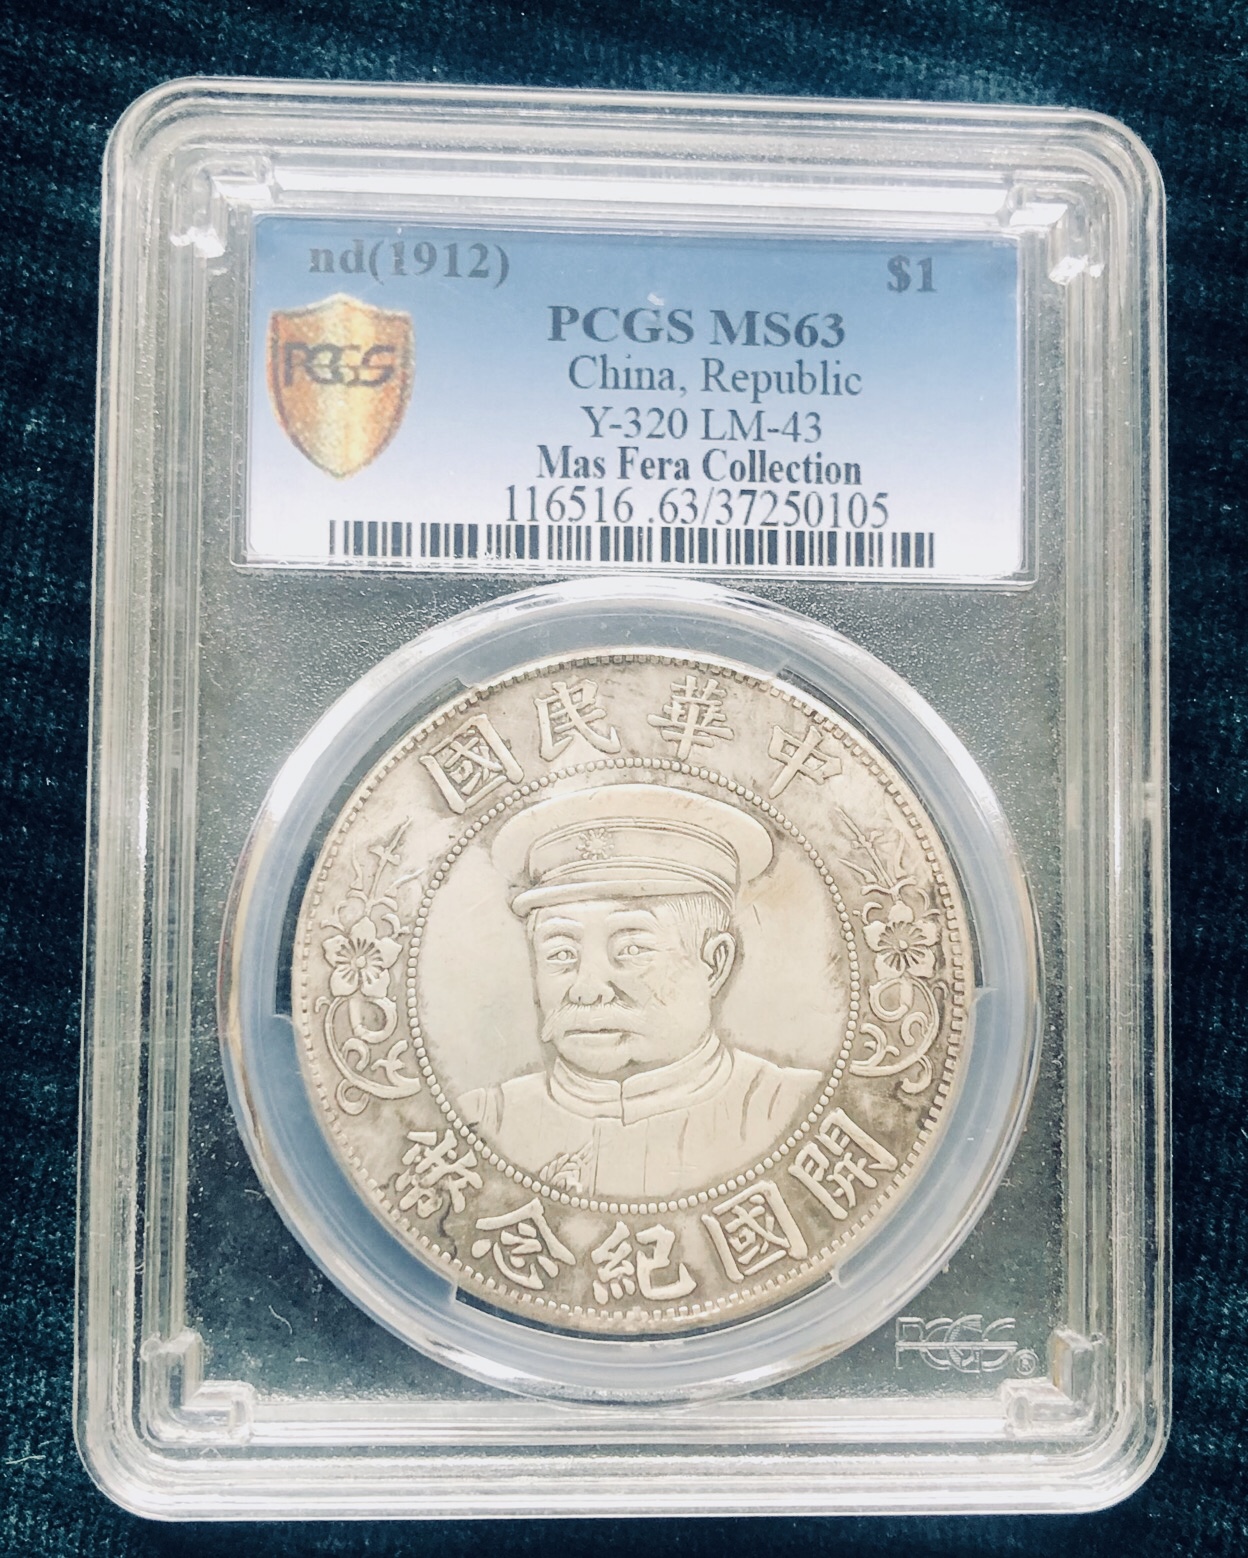 nd(1912) $1
PCGS
PCGS MS63
China, Republic
Y-320 LM-43
Mas Fera Collection
116516 .63/37250105
中華民國
開國紀念幣
PCGS ®